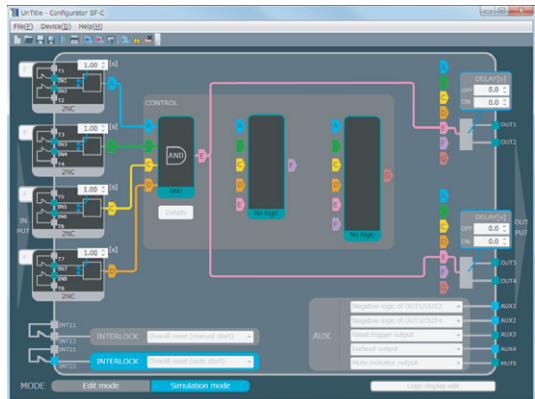 UnTitle - Configurator SF-C
File(F) Device(D) Help(H)
1.00 [s]
T1
IN1
IN2
T2
2NC
A
1.00 [s]
T3
IN3
IN4
T4
2NC
1.00 [s]
T5
IN5
IN6
T6
2NC
1.00 [s]
T7
IN7
IN8
T8
2NC
D
IN
PUT
CONTROL
A
B
C
D
AND
AND
E
Details
A
B
C
D
E
No logic
F
A
B
C
D
E
F
No logic
G
A
B
C
D
E
F
G
DELAY[s]
OFF 0.0
ON 0.0
OUT1
OUT2
A
B
C
D
E
F
G
DELAY[s]
OFF 0.0
ON 0.0
OUT3
OUT4
OUT
PUT
INT11
INT12
INTERLOCK Overall reset (manual start)
INT21
INT22
INTERLOCK Overall reset (auto start)
AUX
Negative logic of OUT1/OUT2
Negative logic of OUT3/OUT4
Reset trigger output
Lockout output
Mute indicator output
AUX1
AUX2
AUX3
AUX4
MUTE
MODE Edit mode Simulation mode
Logic display edit